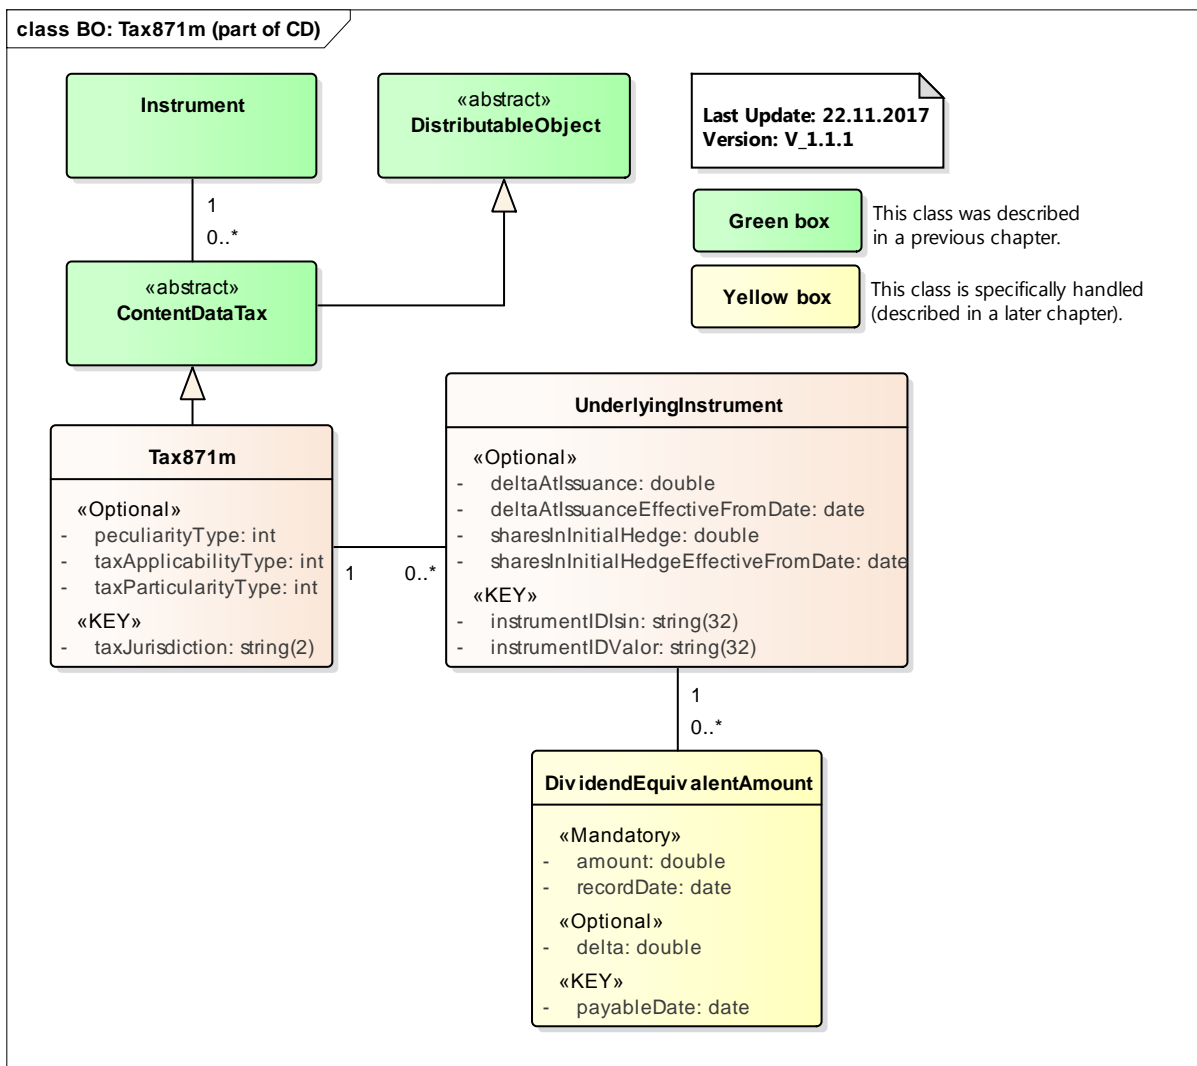 class BO: Tax871m (part of CD)
Instrument
«abstract»
DistributableObject
Last Update: 22.11.2017
Version: V_1.1.1
1
0..*
Green box
This class was described
in a previous chapter.
«abstract»
ContentDataTax
Yellow box
This class is specifically handled
(described in a later chapter).
Tax871m
«Optional»
- peculiarityType: int
- taxApplicabilityType: int
- taxParticularityType: int
«KEY»
- taxJurisdiction: string(2)
1
0..*
UnderlyingInstrument
«Optional»
- deltaAtIssuance: double
- deltaAtIssuanceEffectiveFromDate: date
- sharesInInitialHedge: double
- sharesInInitialHedgeEffectiveFromDate: date
«KEY»
- instrumentIDIsin: string(32)
- instrumentIDValor: string(32)
1
0..*
DividendEquivalentAmount
«Mandatory»
- amount: double
- recordDate: date
«Optional»
- delta: double
«KEY»
- payableDate: date